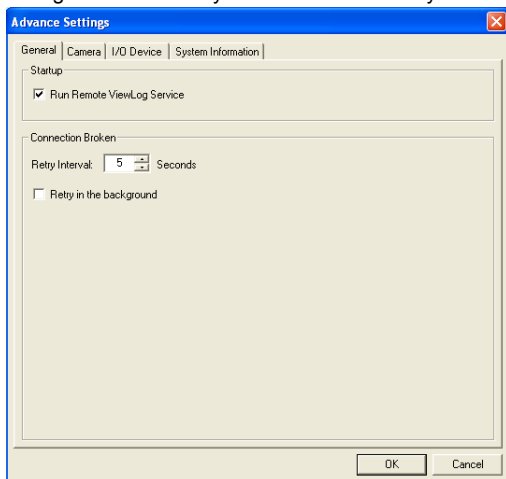 Advance Settings
General Camera I/O Device System Information
Startup
Run Remote ViewLog Service
Connection Broken
Retry Interval: 5 Seconds
Retry in the background
OK Cancel